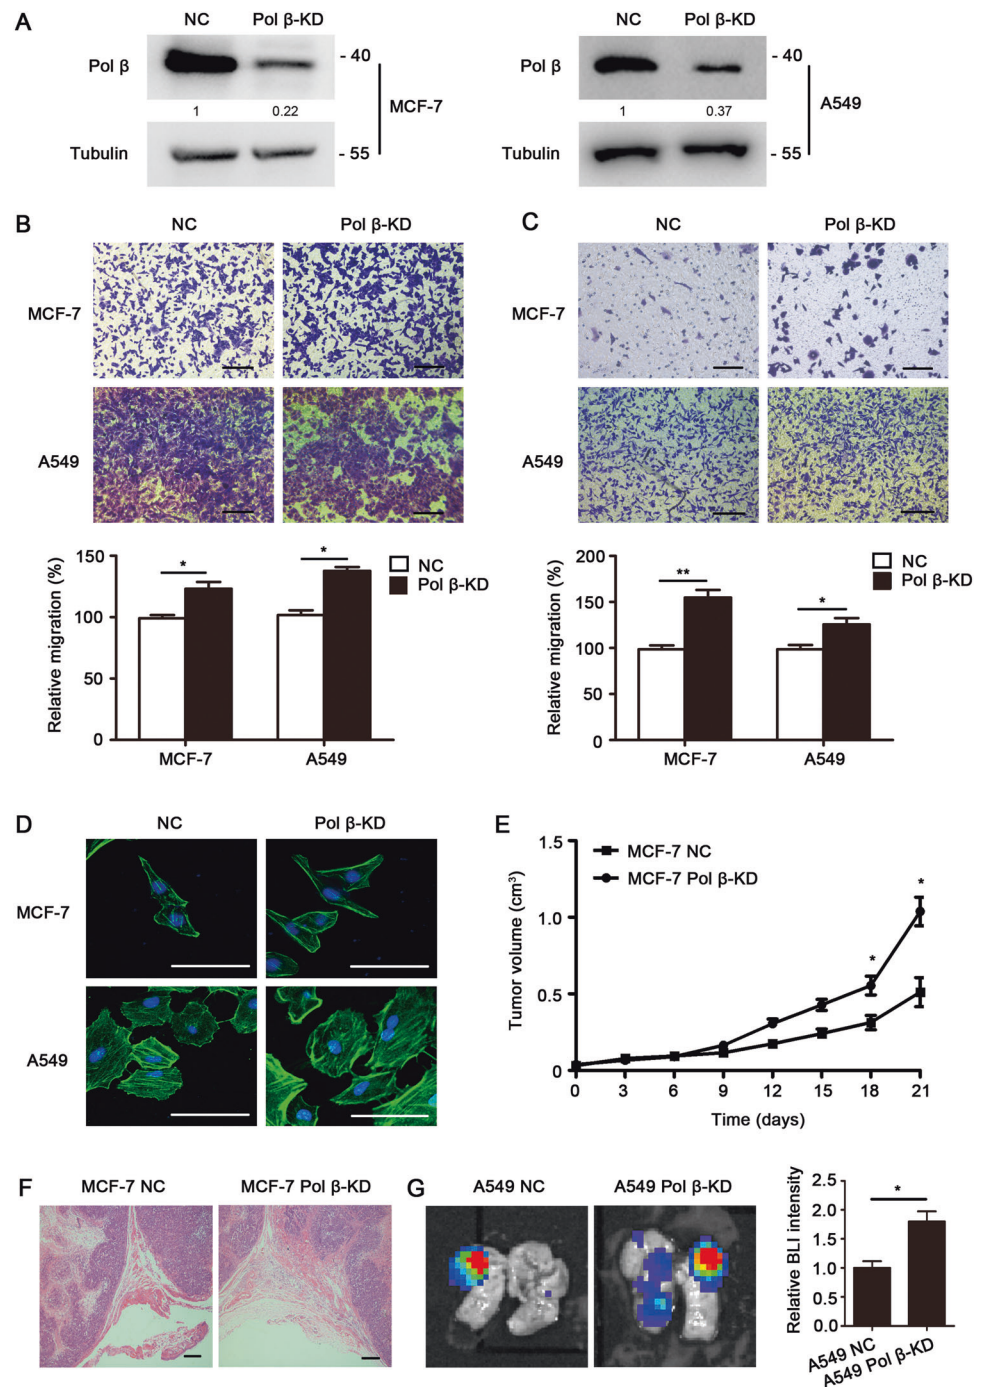 A
NC Pol β-KD
Pol β
- 40
1 0.22
MCF-7
Tubulin
- 55
NC Pol β-KD
Pol β
- 40
1 0.37
A549
Tubulin
- 55
B
NC Pol β-KD
MCF-7
A549
Relative migration (%)
150
100
50
0
*
*
MCF-7 A549
NC
Pol β-KD
C
NC Pol β-KD
MCF-7
A549
Relative migration (%)
200
150
100
50
0
**
*
MCF-7 A549
NC
Pol β-KD
D
NC Pol β-KD
MCF-7
A549
E
Tumor volume (cm³)
1.5
1.0
0.5
0
MCF-7 NC
MCF-7 Pol β-KD
*
*
0 3 6 9 12 15 18 21
Time (days)
F
MCF-7 NC MCF-7 Pol β-KD
G
A549 NC A549 Pol β-KD
Relative BLI intensity
2.5
2.0
1.5
1.0
0.5
0.0
*
A549 NC
A549 Pol β-KD